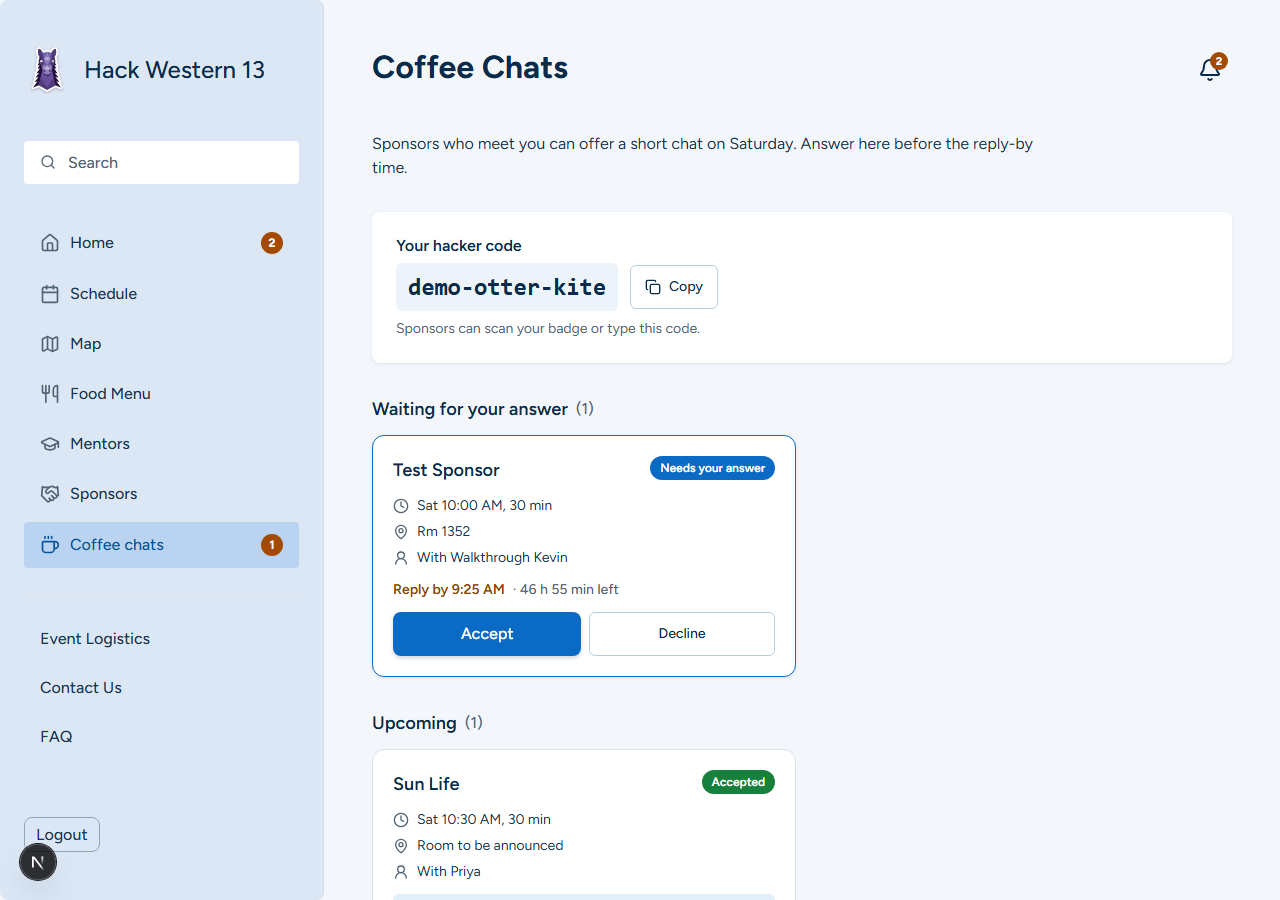 Hack Western 13
Search
Home
2
Schedule
Map
Food Menu
Mentors
Sponsors
Coffee chats
1
Event Logistics
Contact Us
FAQ
Logout
N
Coffee Chats
2
Sponsors who meet you can offer a short chat on Saturday. Answer here before the reply-by
time.
Your hacker code
demo-otter-kite
Copy
Sponsors can scan your badge or type this code.
Waiting for your answer (1)
Test Sponsor
Needs your answer
Sat 10:00 AM, 30 min
Rm 1352
With Walkthrough Kevin
Reply by 9:25 AM · 46 h 55 min left
Accept
Decline
Upcoming (1)
Sun Life
Accepted
Sat 10:30 AM, 30 min
Room to be announced
With Priya